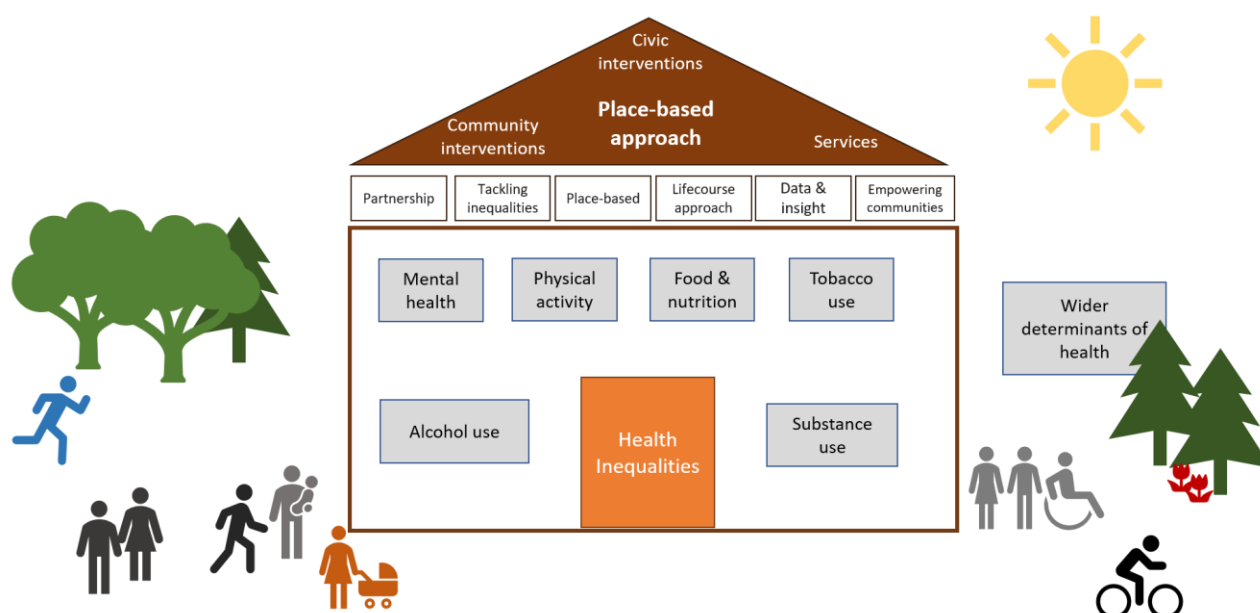 Civic
interventions
Place-based
approach
Community
interventions
Services
Partnership
Tackling
inequalities
Place-based
Lifecourse
approach
Data &
insight
Empowering
communities
Mental
health
Physical
activity
Food &
nutrition
Tobacco
use
Wider
determinants of
health
Alcohol use
Health
Inequalities
Substance
use